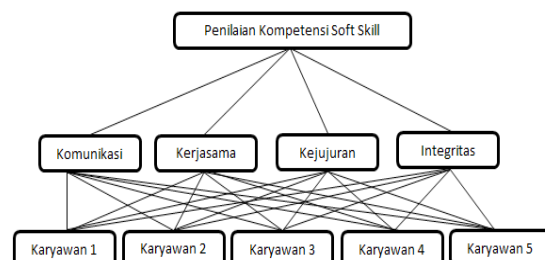 Penilaian Kompetensi Soft Skill
Komunikasi
Kerjasama
Kejujuran
Integritas
Karyawan 1
Karyawan 2
Karyawan 3
Karyawan 4
Karyawan 5